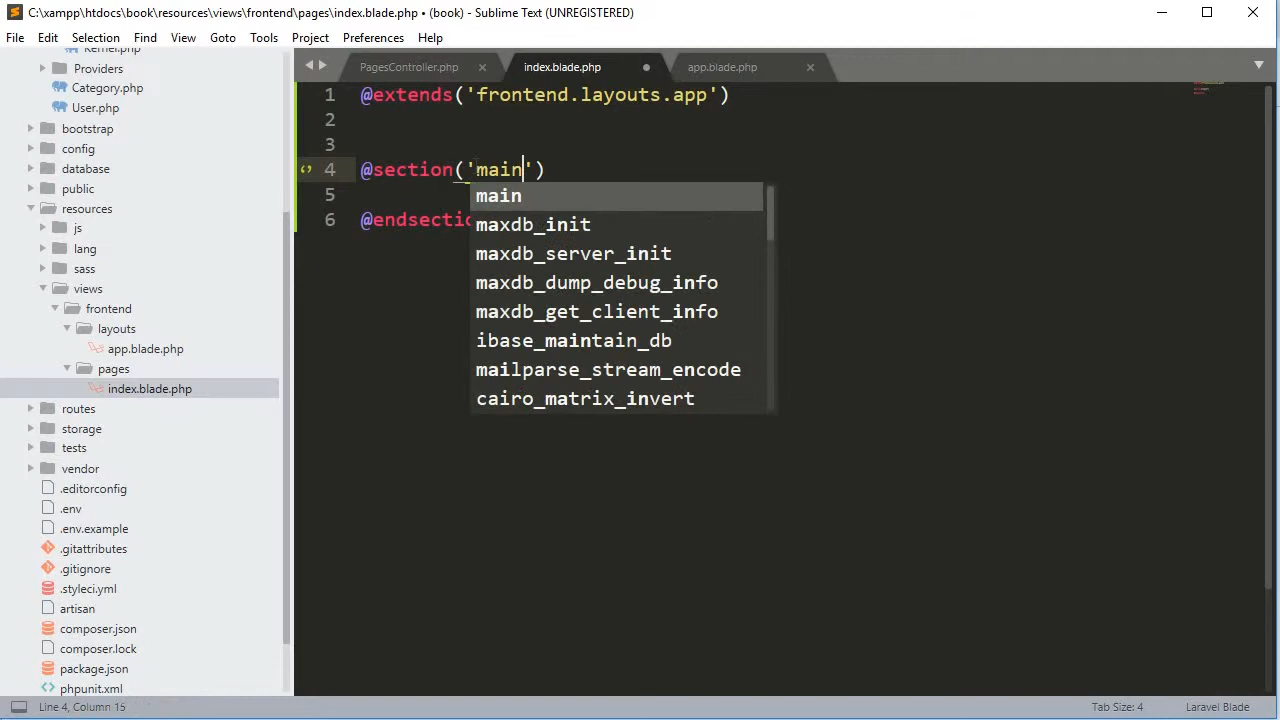 C:\xampp\htdocs\book\resources\views\frontend\pages\index.blade.php • (book) - Sublime Text (UNREGISTERED)
File Edit Selection Find View Goto Tools Project Preferences Help
Kernel.php
Providers
Category.php
User.php
bootstrap
config
database
public
resources
js
lang
sass
views
frontend
layouts
app.blade.php
pages
index.blade.php
routes
storage
tests
vendor
.editorconfig
.env
.env.example
.gitattributes
.gitignore
.styleci.yml
artisan
composer.json
composer.lock
package.json
phpunit.xml
PagesController.php index.blade.php app.blade.php
1 @extends('frontend.layouts.app')
2
3
4 @section('main')
5
6 @endsectio
main
maxdb_init
maxdb_server_init
maxdb_dump_debug_info
maxdb_get_client_info
ibase_maintain_db
mailparse_stream_encode
cairo_matrix_invert
Line 4, Column 15 Tab Size: 4 Laravel Blade